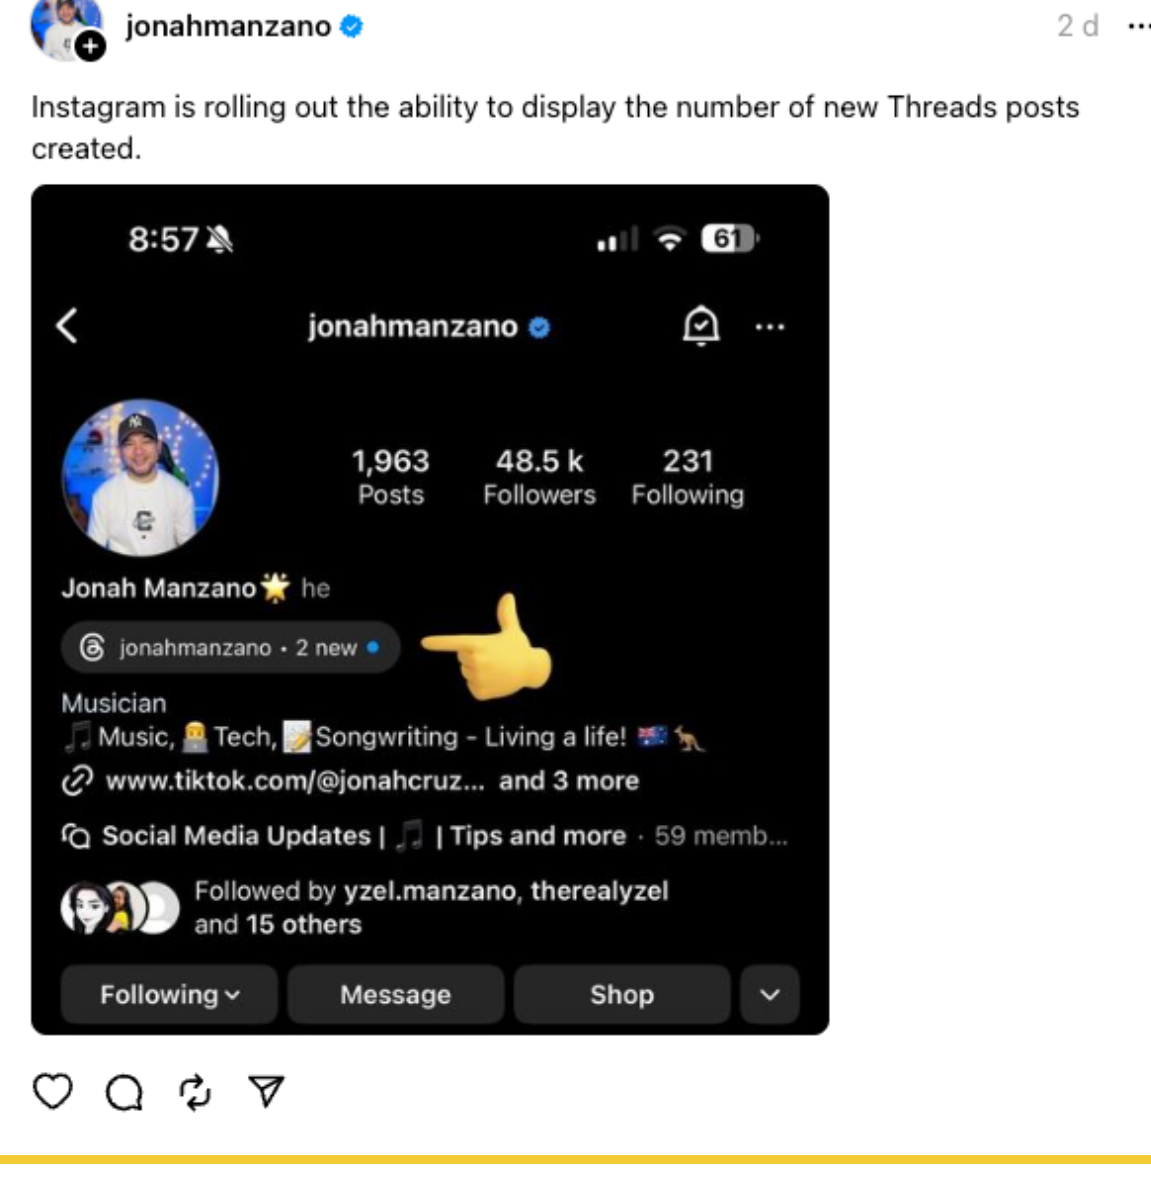 jonahmanzano
2 d
Instagram is rolling out the ability to display the number of new Threads posts
created.
8:57
61
jonahmanzano
1,963 48.5 k 231
Posts Followers Following
Jonah Manzano🌟 he
jonahmanzano · 2 new
Musician
🎵Music,👨‍💻Tech,📝Songwriting - Living a life! 🇦🇺🦘
www.tiktok.com/@jonahcruz... and 3 more
Social Media Updates | 🎵 | Tips and more · 59 memb...
Followed by yzel.manzano, therealyzel
and 15 others
Following Message Shop